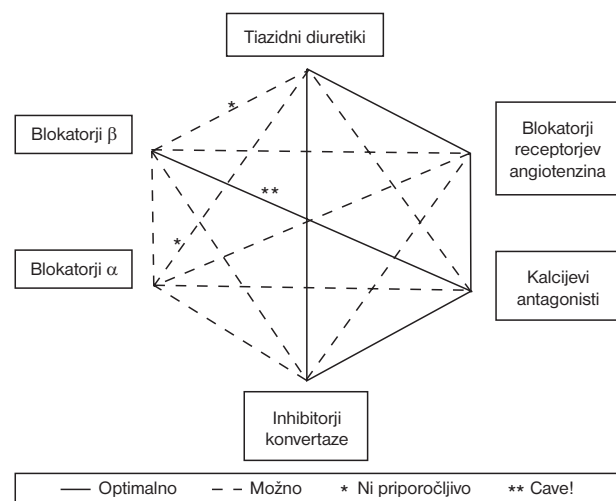 Tiazidni diuretiki
*
Blokatorji β
Blokatorji
receptorjev
angiotenzina
**
*
Blokatorji α
Kalcijevi
antagonisti
Inhibitorji
konvertaze
Optimalno Možno * Ni priporočljivo ** Cave!